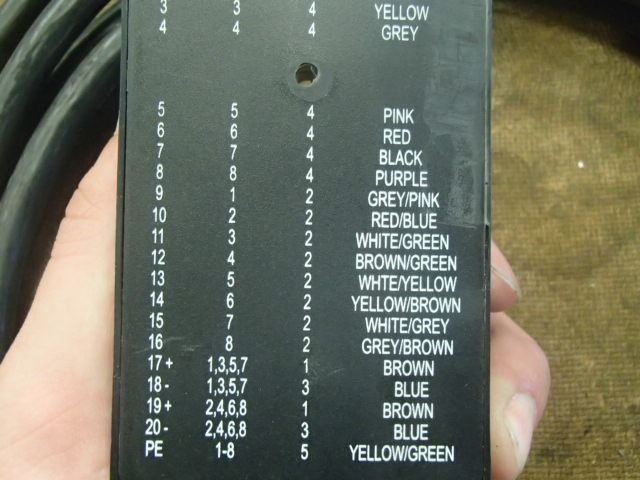 3 3 4 YELLOW
4 4 4 GREY
5 5 4 PINK
6 6 4 RED
7 7 4 BLACK
8 8 4 PURPLE
9 1 2 GREY/PINK
10 2 2 RED/BLUE
11 3 2 WHITE/GREEN
12 4 2 BROWN/GREEN
13 5 2 WHTE/YELLOW
14 6 2 YELLOW/BROWN
15 7 2 WHITE/GREY
16 8 2 GREY/BROWN
17 + 1,3,5,7 1 BROWN
18 - 1,3,5,7 3 BLUE
19 + 2,4,6,8 1 BROWN
20 - 2,4,6,8 3 BLUE
PE 1-8 5 YELLOW/GREEN